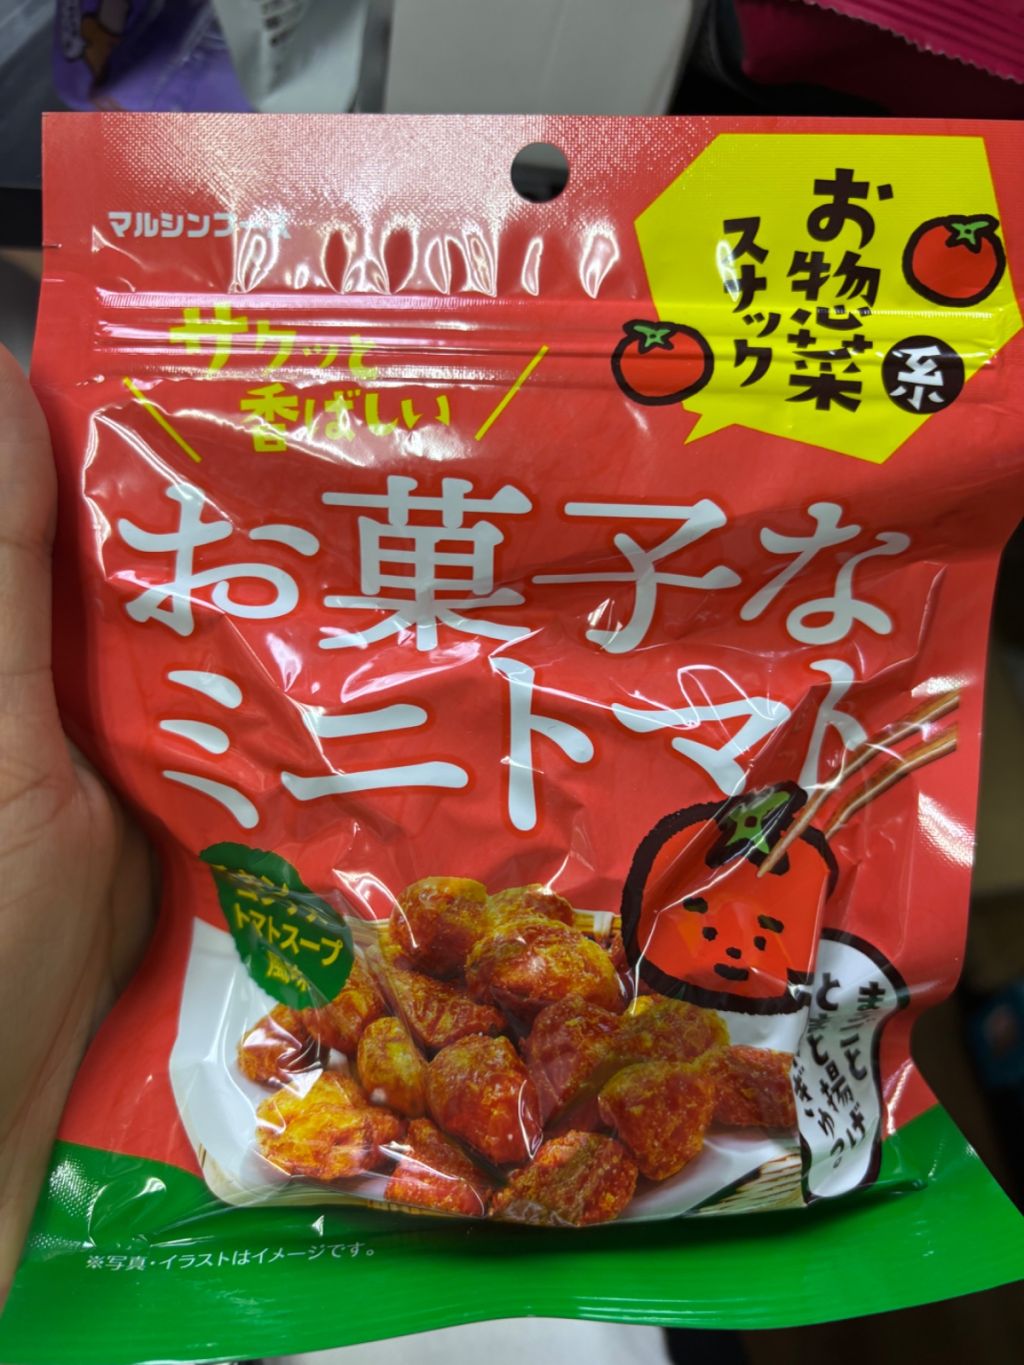 マルシンフーズ
お惣菜
系
スナック
サクッと
香ばしい
お菓子な
ミニトマト
トマトスープ
風味
まるごと
揚げ
※写真・イラストはイメージです。